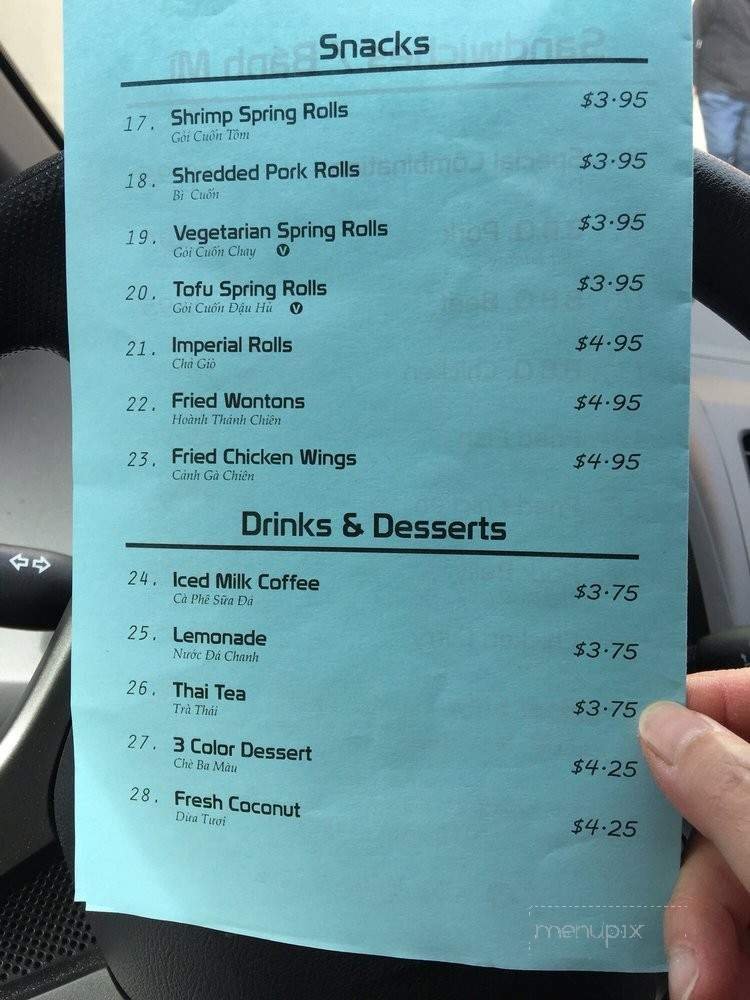 Snacks
17. Shrimp Spring Rolls $3.95
Gỏi Cuốn Tôm
18. Shredded Pork Rolls $3.95
Bì Cuốn
19. Vegetarian Spring Rolls $3.95
Gỏi Cuốn Chay V
20. Tofu Spring Rolls $3.95
Gỏi Cuốn Đậu Hủ V
21. Imperial Rolls $4.95
Chả Giò
22. Fried Wontons $4.95
Hoành Thánh Chiên
23. Fried Chicken Wings $4.95
Cánh Gà Chiên
Drinks & Desserts
24. Iced Milk Coffee $3.75
Cà Phê Sữa Đá
25. Lemonade $3.75
Nước Đá Chanh
26. Thai Tea $3.75
Trà Thái
27. 3 Color Dessert $4.25
Chè Ba Màu
28. Fresh Coconut $4.25
Dừa Tươi
menupix